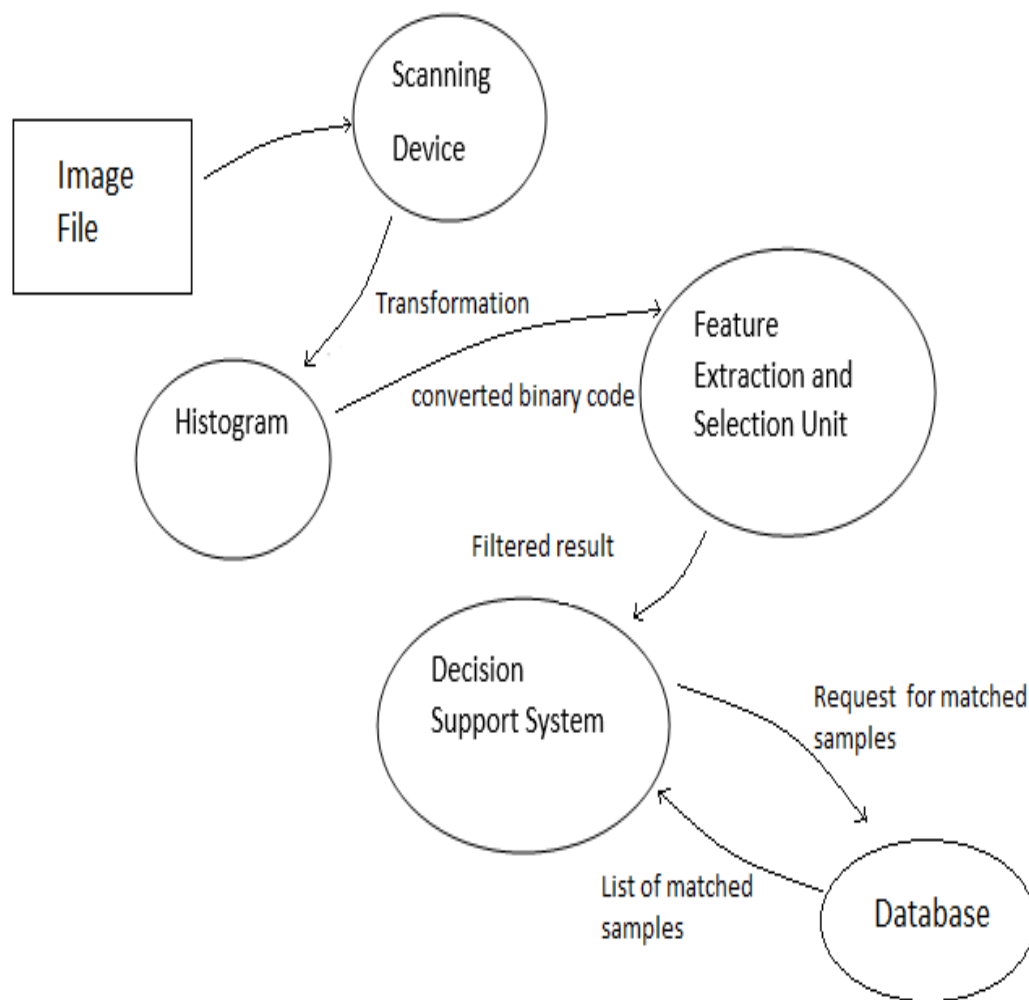 Scanning
Device
Image
File
Transformation
Feature
Extraction and
Selection Unit
converted binary code
Histogram
Filtered result
Decision
Support System
Request for matched
samples
List of matched
samples
Database